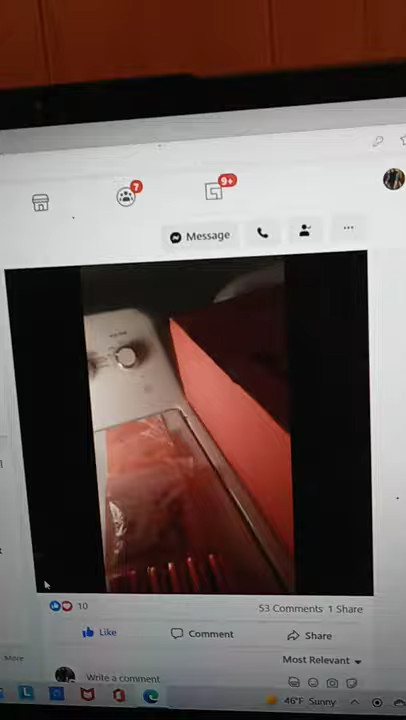 7
9+
Message
10
53 Comments 1 Share
Like
Comment
Share
Most Relevant
More
Write a comment
46°F Sunny